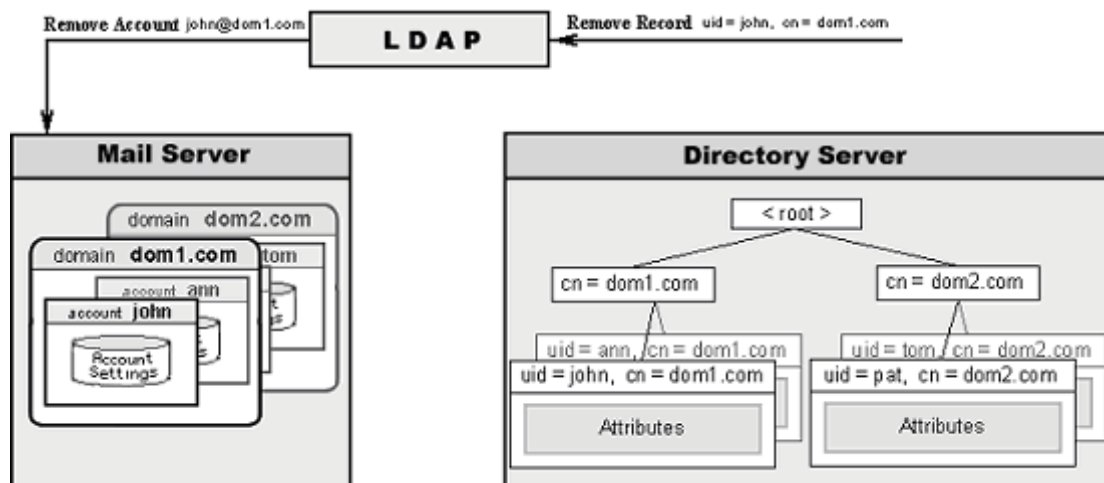 Remove Account john@dom1.com
LDAP
Remove Record uid = john, cn = dom1.com
Mail Server
domain dom2.com
domain dom1.com
tom
account ann
account john
Account
Settings
Directory Server
< root >
cn = dom1.com
cn = dom2.com
uid = ann, cn = dom1.com
uid = tom, cn = dom2.com
uid = john, cn = dom1.com
uid = pat, cn = dom2.com
Attributes
Attributes